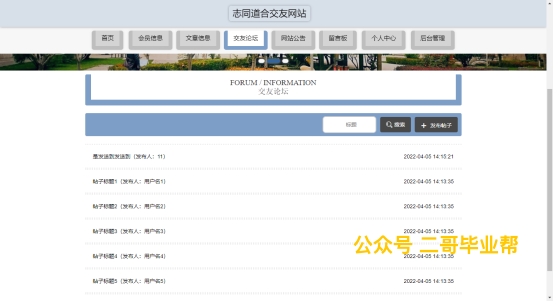 志同道合交友网站
首页 会员信息 文章信息 交友论坛 网站公告 留言板 个人中心 后台管理
FORUM / INFORMATION
交友论坛
标题 搜索 + 发布帖子
是发送到发送到（发布人：11） 2022-04-05 14:15:21
帖子标题1（发布人：用户名1） 2022-04-05 14:13:35
帖子标题2（发布人：用户名2） 2022-04-05 14:13:35
帖子标题3（发布人：用户名3） 2022-04-05 14:13:35
公众号 二哥毕业帮
帖子标题4（发布人：用户名4） 2022-04-05 14:13:35
帖子标题5（发布人：用户名5） 2022-04-05 14:13:35